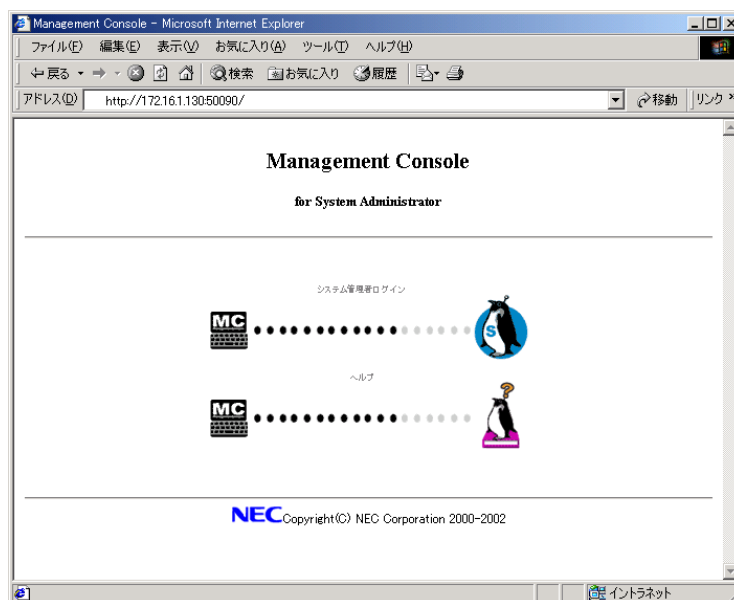 Management Console - Microsoft Internet Explorer
ファイル(F) 編集(E) 表示(V) お気に入り(A) ツール(T) ヘルプ(H)
戻る 検索 お気に入り 履歴
アドレス(D) http://172.16.1.130:50090/ 移動 リンク »
Management Console
for System Administrator
システム管理者ログイン
MC S
ヘルプ
MC ?
NEC Copyright(C) NEC Corporation 2000-2002
イントラネット